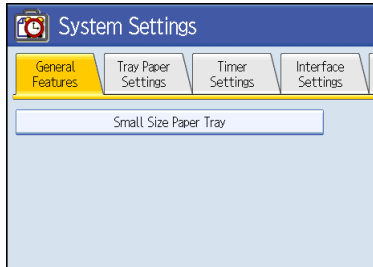 System Settings
General Features
Tray Paper Settings
Timer Settings
Interface Settings
Small Size Paper Tray